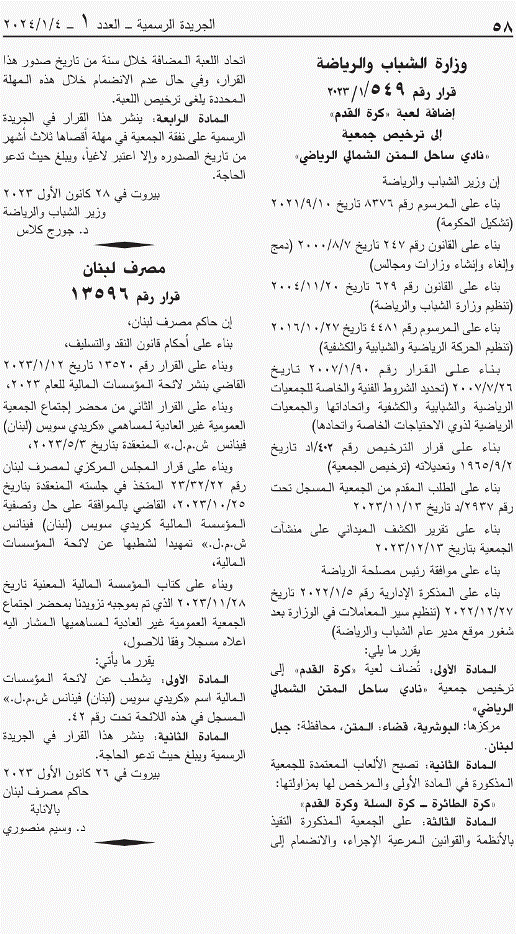 ٥٨
الجريدة الرسمية ــ العدد ١ ــ ٢٠٢٤/١/٤
وزارة الشباب والرياضة
قرار رقم ٢٠٢٣/١/٥٤٩
إضافة لعبة «كرة القدم»
إلى ترخيص جمعية
«نادي ساحل المتن الشمالي الرياضي»
إن وزير الشباب والرياضة
بناء على المرسوم رقم ٨٣٧٦ تاريخ ٢٠٢١/٩/١٠
(تشكيل الحكومة)
بناء على القانون رقم ٢٤٧ تاريخ ٢٠٠٠/٨/٧ (دمج
وإلغاء وإنشاء وزارات ومجالس)
بناء على القانون رقم ٦٢٩ تاريخ ٢٠٠٤/١١/٢٠
(تنظيم وزارة الشباب والرياضة)
بناء على المرسوم رقم ٤٤٨١ تاريخ ٢٠١٦/١٠/٢٧
(تنظيم الحركة الرياضية والشبابية والكشفية)
بناء على القرار رقم ٢٠٠٧/١/٩٠ تاريخ
٢٠٠٧/٧/٢٦ (تحديد الشروط الفنية والخاصة للجمعيات
الرياضية والشبابية والكشفية واتحاداتها والجمعيات
الرياضية لذوي الاحتياجات الخاصة واتحادها)
بناء على قرار الترخيص رقم ٤٠٢/د تاريخ
١٩٦٥/٩/٢ وتعديلاته (ترخيص الجمعية)
بناء على الطلب المقدم من الجمعية المسجل تحت
رقم ٢٩٣٧/د تاريخ ٢٠٢٣/١١/١٣
بناء على تقرير الكشف الميداني على منشآت
الجمعية بتاريخ ٢٠٢٣/١٢/١٣
بناء على موافقة رئيس مصلحة الرياضة
بناء على المذكرة الإدارية رقم ٢٠٢٢/١/٥ تاريخ
٢٠٢٢/١٢/٢٧ (تنظيم سير المعاملات في الوزارة بعد
شغور موقع مدير عام الشباب والرياضة)
يقرر ما يلي:
المادة الأولى: تُضاف لعبة «كرة القدم» إلى
ترخيص جمعية «نادي ساحل المتن الشمالي
الرياضي»
مركزها: البوشرية، قضاء: المتن، محافظة: جبل
لبنان.
المادة الثانية: تصبح الألعاب المعتمدة للجمعية
المذكورة في المادة الأولى والمرخص لها بمزاولتها:
«كرة الطائرة ــ كرة السلة وكرة القدم»
المادة الثالثة: على الجمعية المذكورة التقيذ
بالأنظمة والقوانين المرعية الإجراء، والانضمام إلى
اتحاد اللعبة المضافة خلال سنة من تاريخ صدور هذا
القرار، وفي حال عدم الانضمام خلال هذه المهلة
المحددة يلغى ترخيص اللعبة.
المادة الرابعة: ينشر هذا القرار في الجريدة
الرسمية على نفقة الجمعية في مهلة أقصاها ثلاث أشهر
من تاريخ الصدوره وإلا اعتبر لاغياً، ويبلغ حيث تدعو
الحاجة.
بيروت في ٢٨ كانون الأول ٢٠٢٣
وزير الشباب والرياضة
د. جورج كلاس
مصرف لبنان
قرار رقم ١٣٥٩٦
إن حاكم مصرف لبنان،
بناء على أحكام قانون النقد والتسليف،
بناء على القرار رقم ١٣٥٢٠ تاريخ ٢٠٢٣/١/١٢
القاضي بنشر لائحة المؤسسات المالية للعام ٢٠٢٣،
وبناء على القرار الثاني من محضر إجتماع الجمعية
العمومية غير العادية لمساهمي «كريدي سويس (لبنان)
فينانس ش.م.ل.» المنعقدة بتاريخ ٢٠٢٣/٥/٣،
وبناء على قرار المجلس المركزي لمصرف لبنان
رقم ٢٣/٣٢/٢٢ المتخذ في جلسته المنعقدة بتاريخ
٢٠٢٣/١٠/٢٥، القاضي بالموافقة على حل وتصفية
المؤسسة المالية كريدي سويس (لبنان) فينانس
ش.م.ل.» تمهيدا لشطبها عن لائحة المؤسسات
المالية،
وبناء على كتاب المؤسسة المالية المعنية تاريخ
٢٠٢٣/١١/٢٨ الذي تم بموجبه تزويدنا بمحضر اجتماع
الجمعية العمومية غير العادية لمساهميها المشار اليه
اعلاه مسجلا وفقا للاصول،
يقرر ما يأتي:
المادة الأولى: يشطب عن لائحة المؤسسات
المالية اسم «كريدي سويس (لبنان) فينانس ش.م.ل.»
المسجل في هذه اللائحة تحت رقم ٤٢.
المادة الثانية: ينشر هذا القرار في الجريدة
الرسمية ويبلغ حيث تدعو الحاجة.
بيروت في ٢٦ كانون الأول ٢٠٢٣
حاكم مصرف لبنان
بالانابة
د. وسيم منصوري